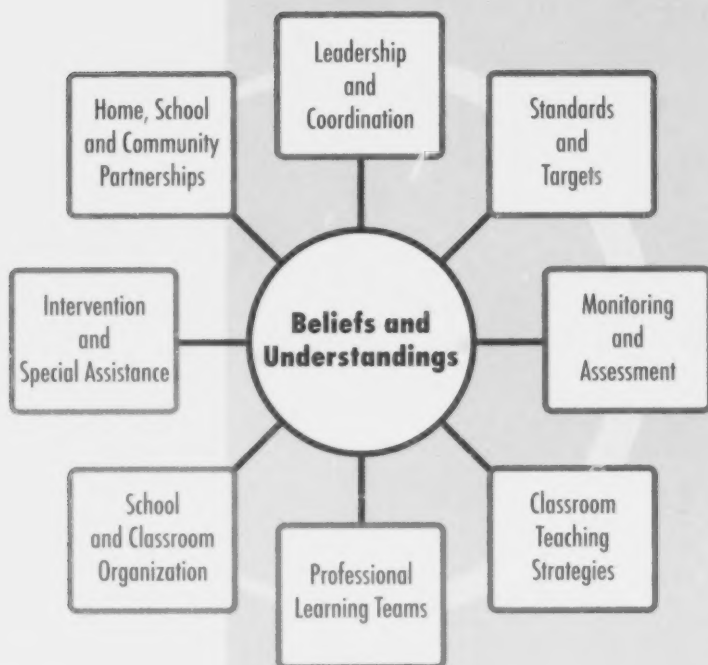 Leadership
and
Coordination
Standards
and
Targets
Monitoring
and
Assessment
Classroom
Teaching
Strategies
Professional
Learning Teams
School
and Classroom
Organization
Intervention
and
Special Assistance
Home, School
and Community
Partnerships
Beliefs and
Understandings